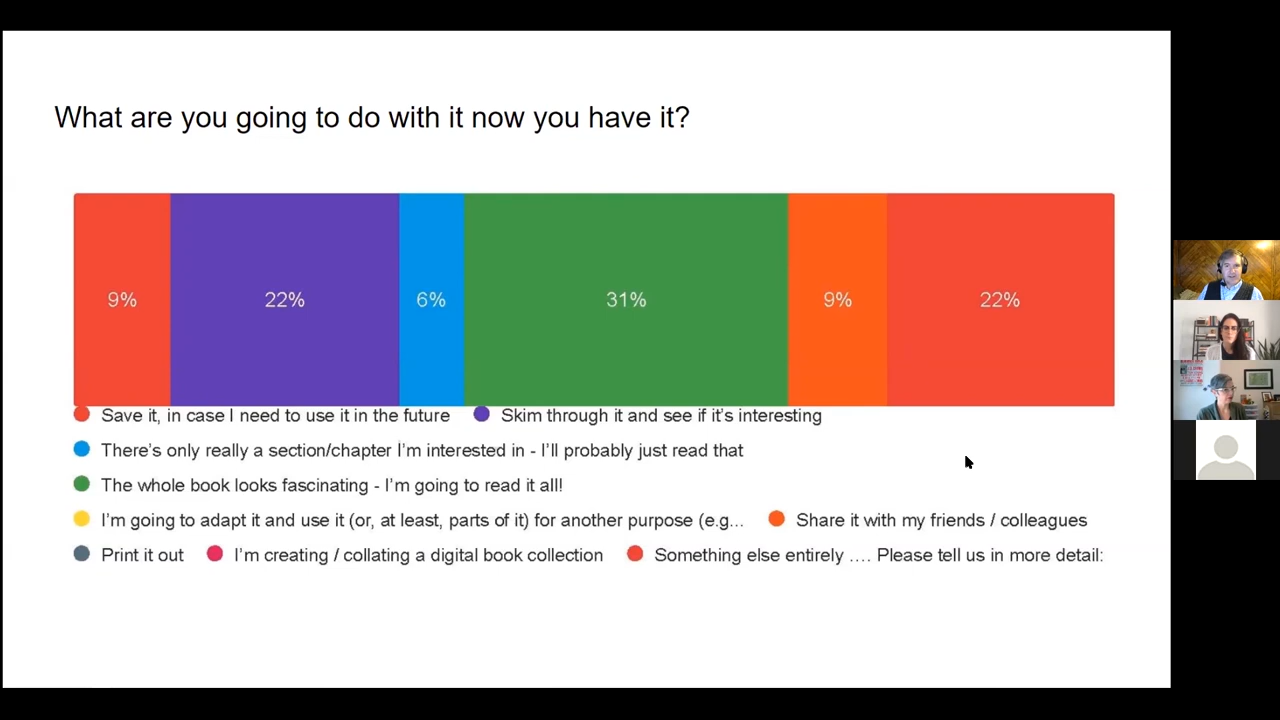 What are you going to do with it now you have it?
9% 22% 6% 31% 9% 22%
Save it, in case I need to use it in the future Skim through it and see if it's interesting
There's only really a section/chapter I'm interested in - I'll probably just read that
The whole book looks fascinating - I'm going to read it all!
I'm going to adapt it and use it (or, at least, parts of it) for another purpose (e.g... Share it with my friends / colleagues
Print it out I'm creating / collating a digital book collection Something else entirely .... Please tell us in more detail: